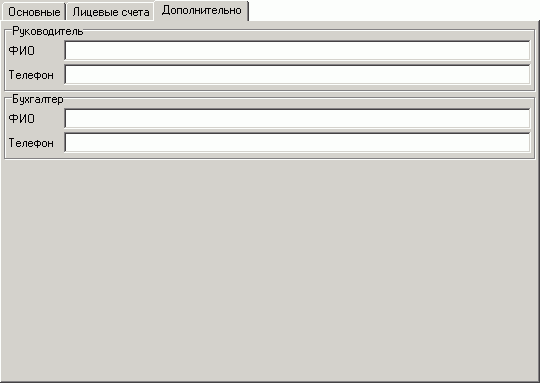 Основные Лицевые счета Дополнительно
Руководитель
ФИО
Телефон
Бухгалтер
ФИО
Телефон